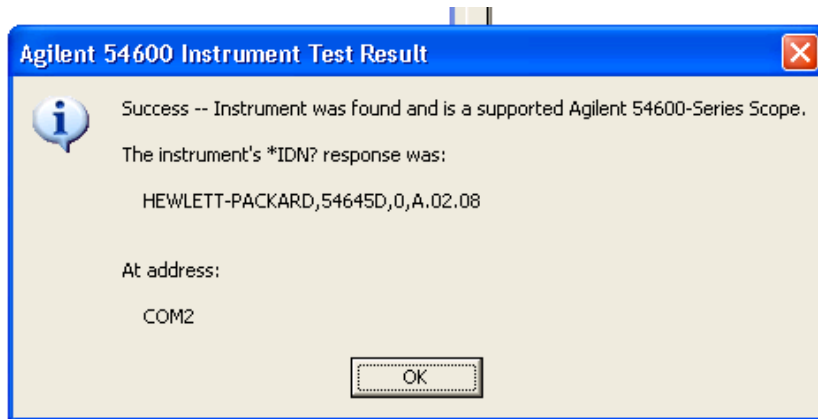 Agilent 54600 Instrument Test Result
Success -- Instrument was found and is a supported Agilent 54600-Series Scope.
The instrument's *IDN? response was:
HEWLETT-PACKARD,54645D,0,A.02.08
At address:
COM2
OK